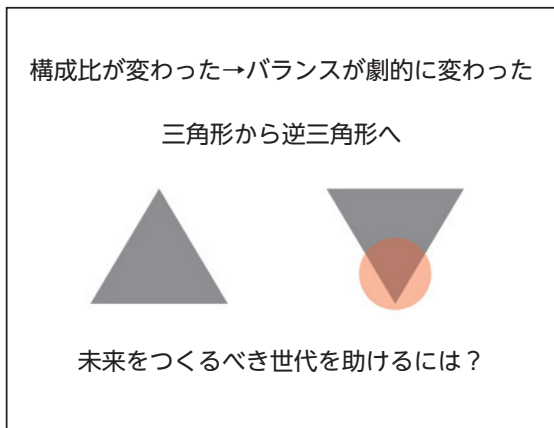 構成比が変わった→バランスが劇的に変わった
三角形から逆三角形へ
未来をつくるべき世代を助けるには？